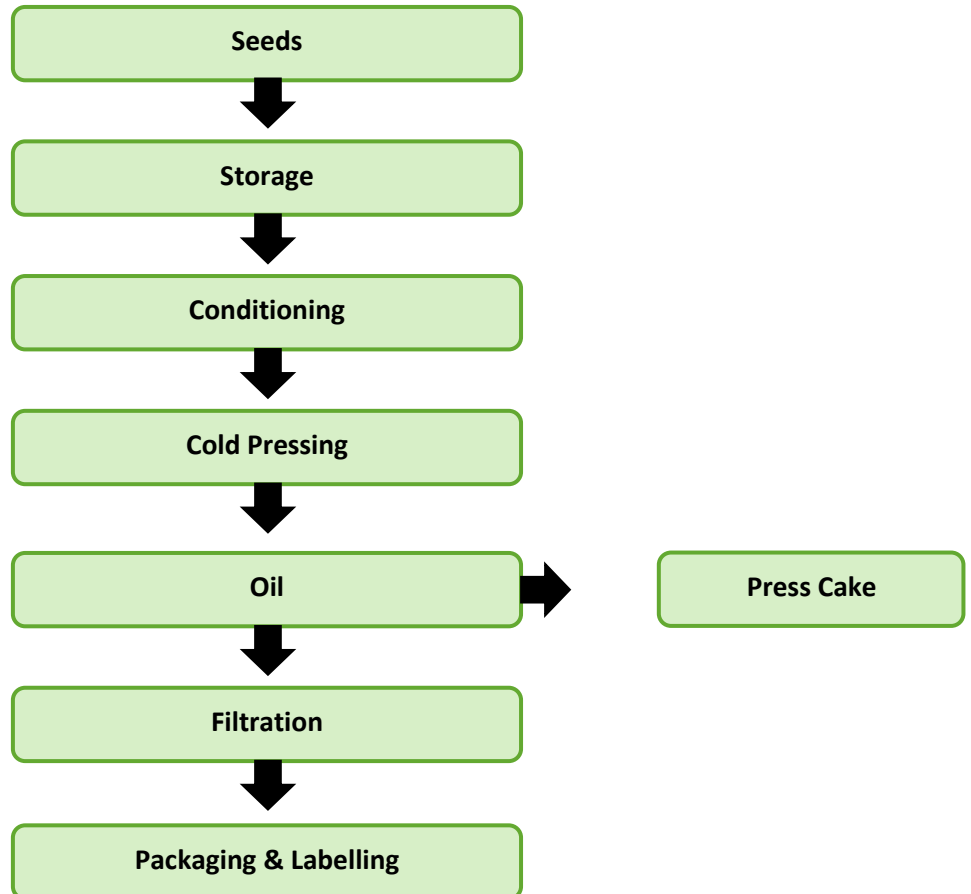 Seeds
Storage
Conditioning
Cold Pressing
Oil
Press Cake
Filtration
Packaging & Labelling